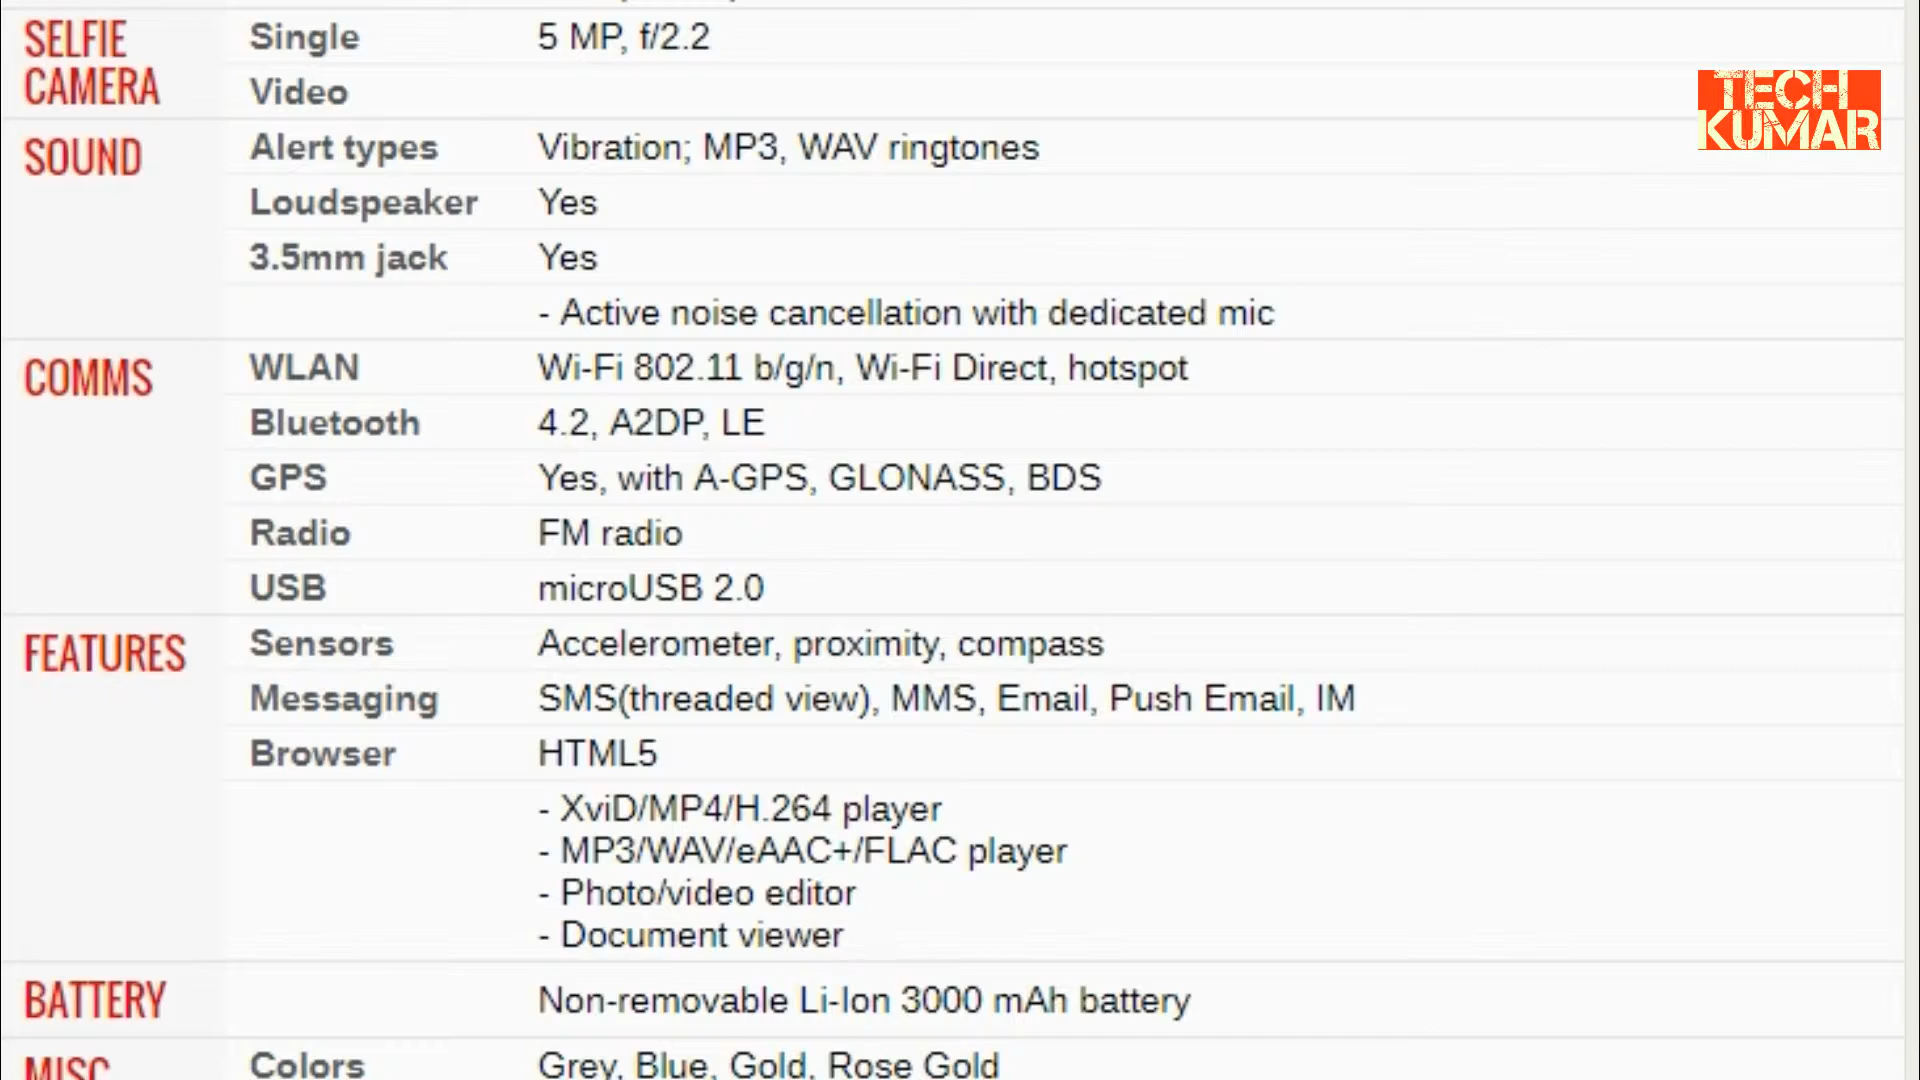 SELFIE CAMERA Single 5 MP, f/2.2
Video
TECH
KUMAR
SOUND Alert types Vibration; MP3, WAV ringtones
Loudspeaker Yes
3.5mm jack Yes
- Active noise cancellation with dedicated mic
COMMS WLAN Wi-Fi 802.11 b/g/n, Wi-Fi Direct, hotspot
Bluetooth 4.2, A2DP, LE
GPS Yes, with A-GPS, GLONASS, BDS
Radio FM radio
USB microUSB 2.0
FEATURES Sensors Accelerometer, proximity, compass
Messaging SMS(threaded view), MMS, Email, Push Email, IM
Browser HTML5
- XviD/MP4/H.264 player
- MP3/WAV/eAAC+/FLAC player
- Photo/video editor
- Document viewer
BATTERY Non-removable Li-Ion 3000 mAh battery
MISC Colors Grey, Blue, Gold, Rose Gold